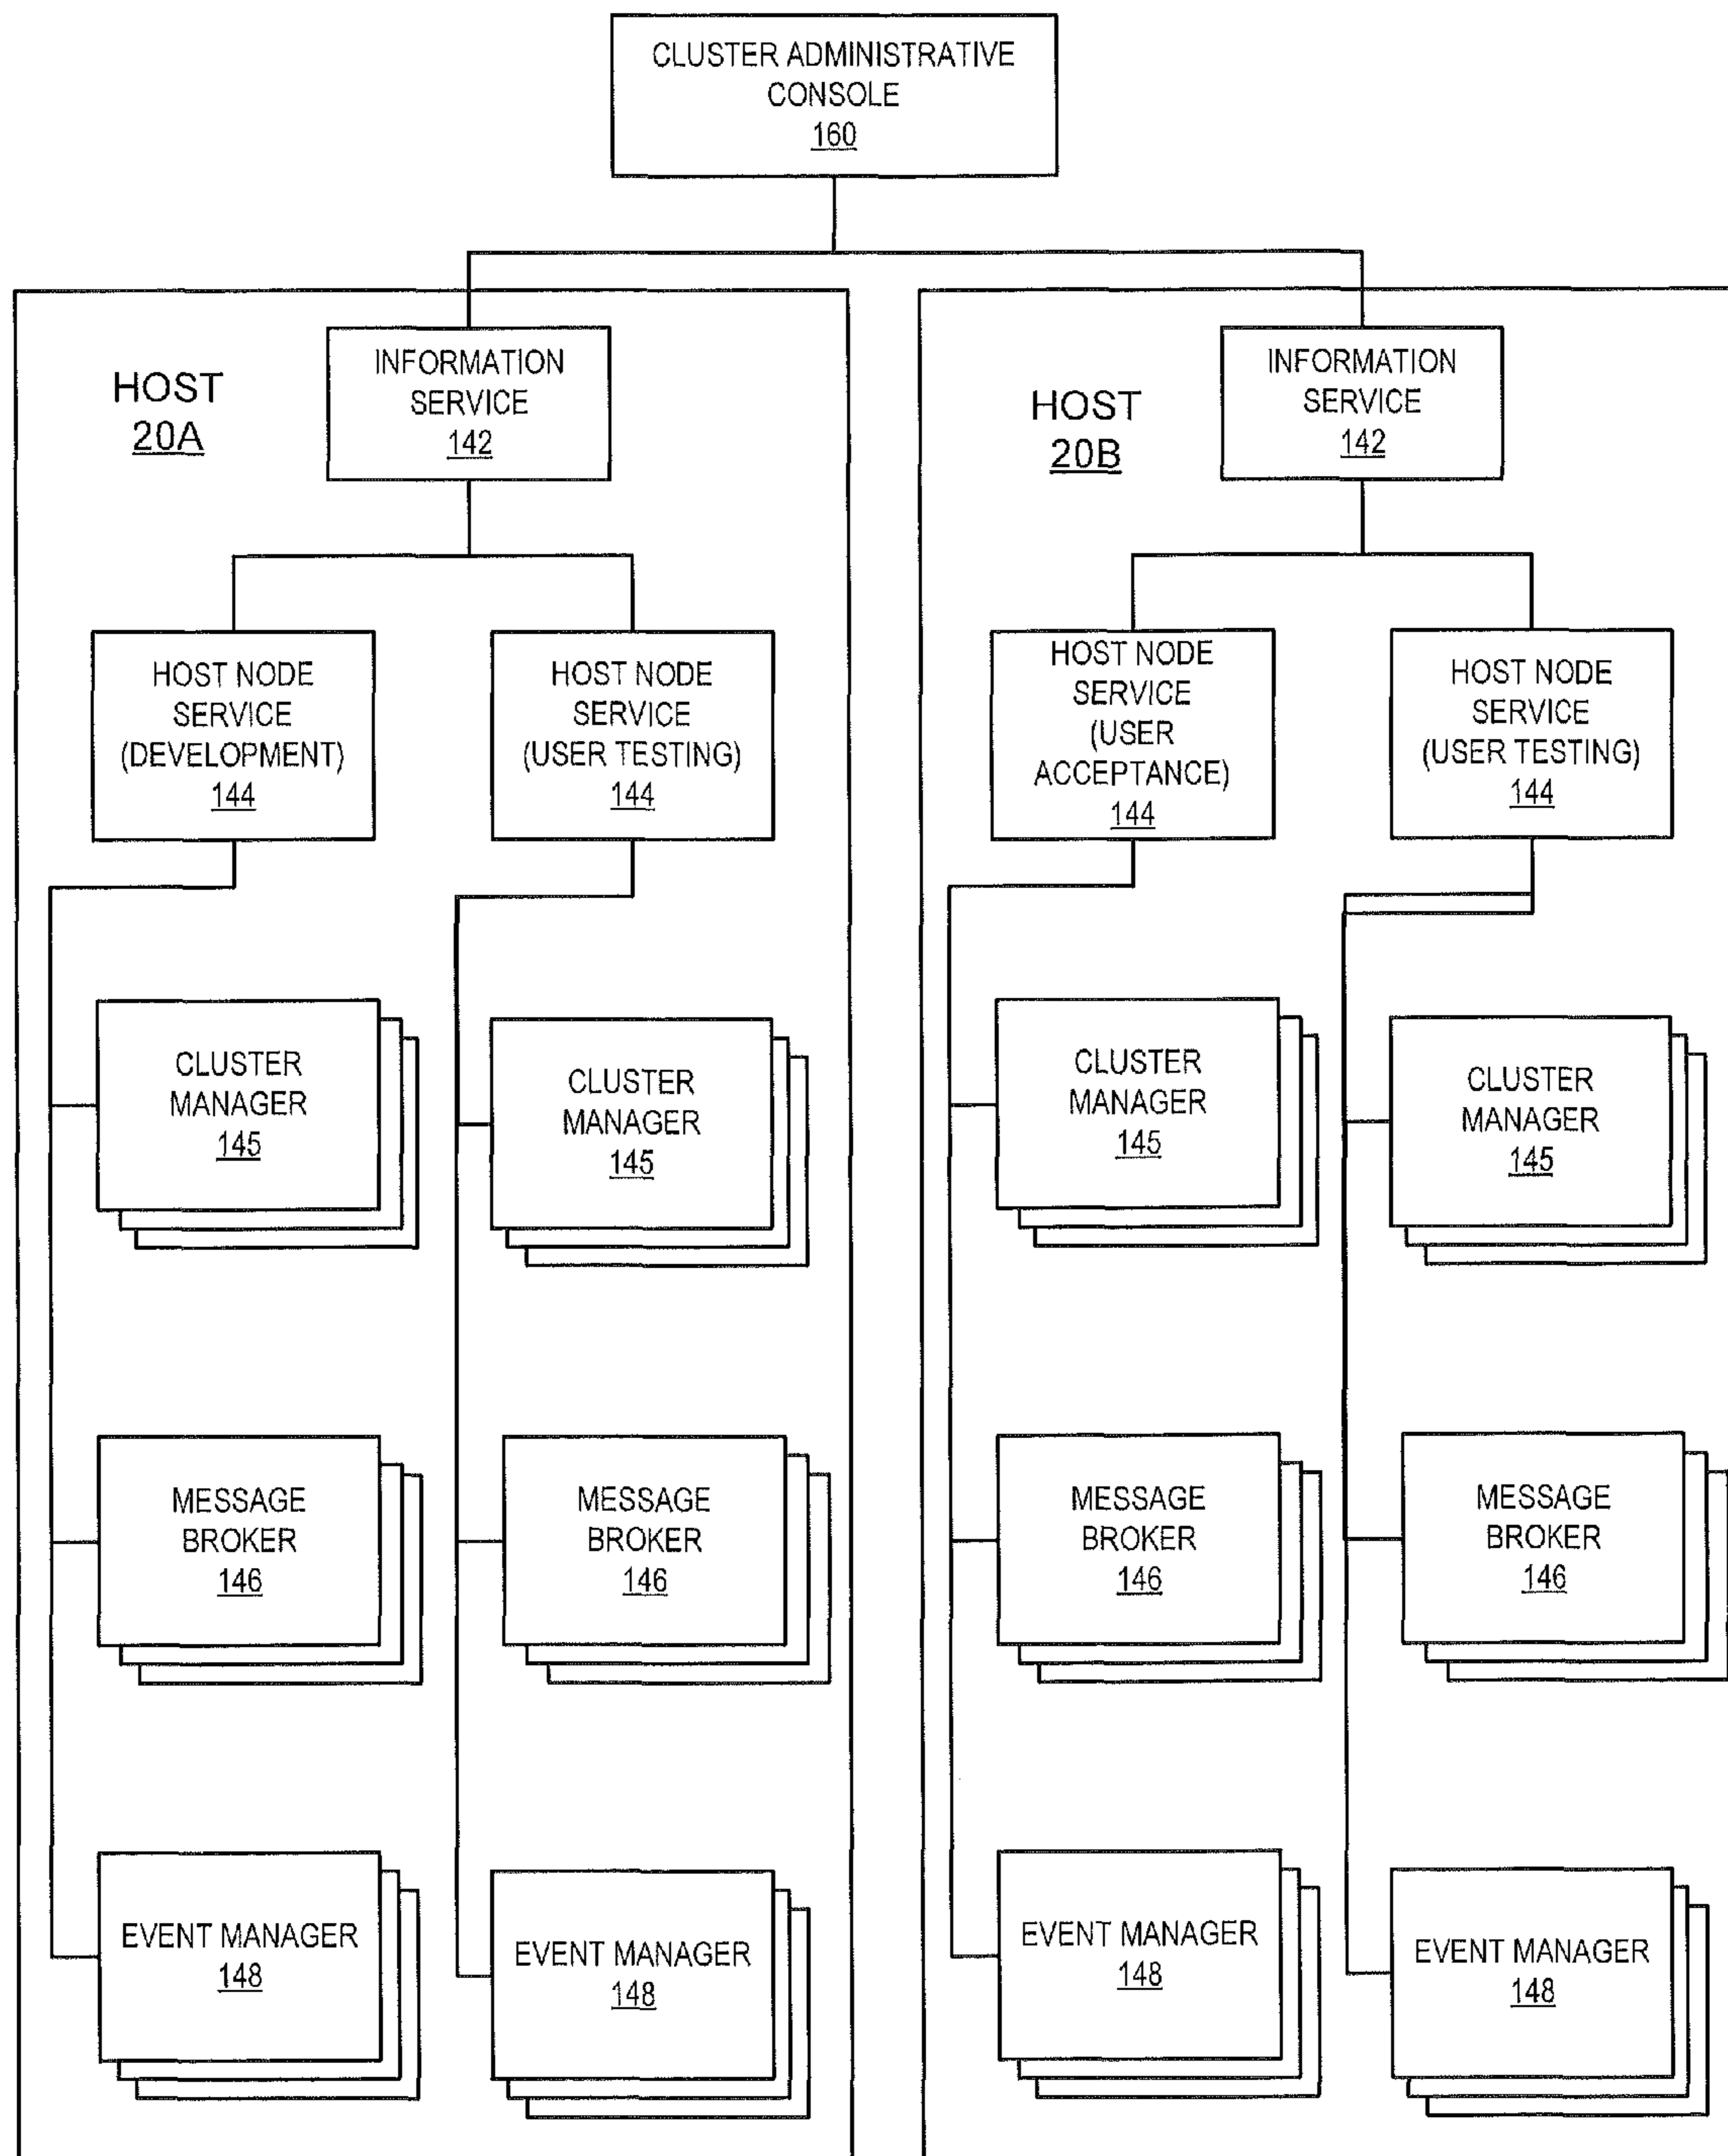 CLUSTER ADMINISTRATIVE
CONSOLE
160
HOST
20A
INFORMATION
SERVICE
142
HOST NODE
SERVICE
(DEVELOPMENT)
144
HOST NODE
SERVICE
(USER TESTING)
144
CLUSTER
MANAGER
145
CLUSTER
MANAGER
145
MESSAGE
BROKER
146
MESSAGE
BROKER
146
EVENT MANAGER
148
EVENT MANAGER
148
HOST
20B
INFORMATION
SERVICE
142
HOST NODE
SERVICE
(USER
ACCEPTANCE)
144
HOST NODE
SERVICE
(USER TESTING)
144
CLUSTER
MANAGER
145
CLUSTER
MANAGER
145
MESSAGE
BROKER
146
MESSAGE
BROKER
146
EVENT MANAGER
148
EVENT MANAGER
148